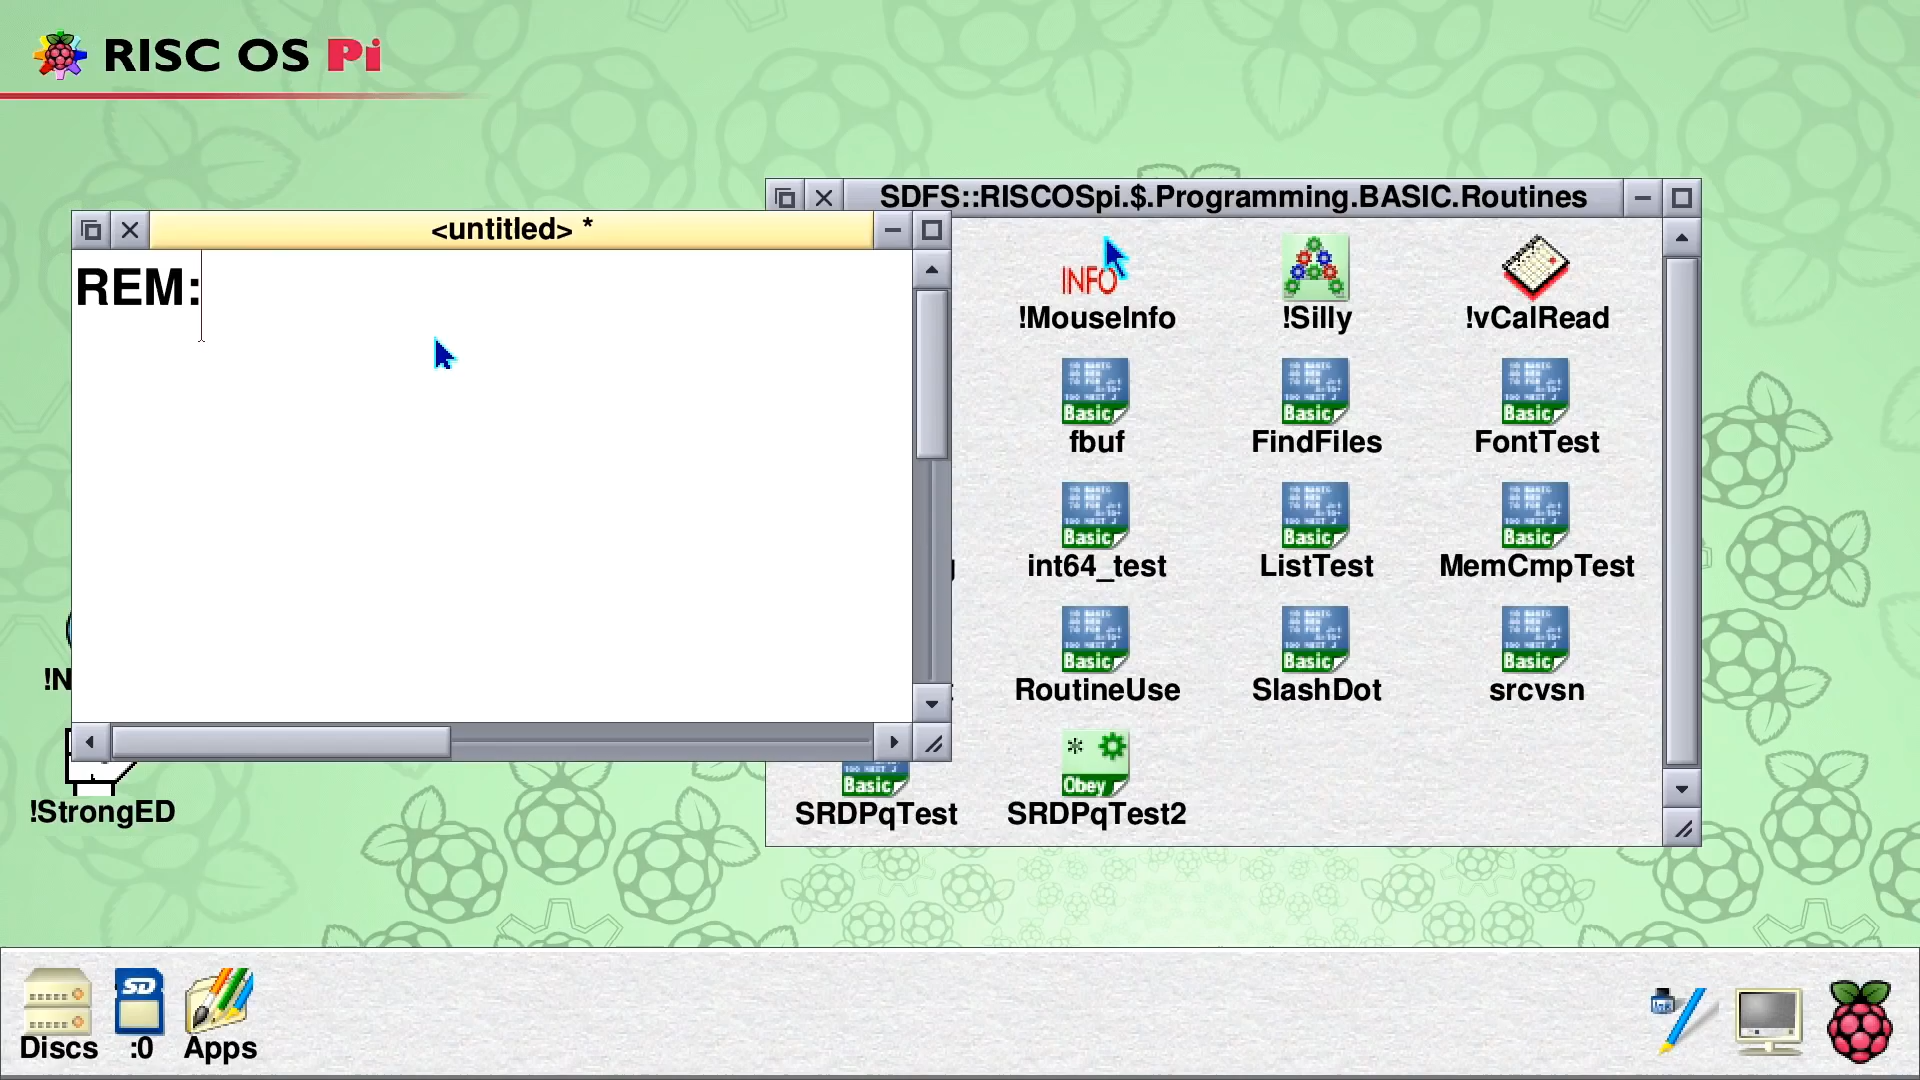 RISC OS Pi
SDFS::RISCOSpi.$.Programming.BASIC.Routines
<untitled> *
REM:
INFO
!MouseInfo
!Silly
!vCalRead
Basic
Basic
Basic
fbuf
FindFiles
FontTest
Basic
Basic
Basic
int64_test
ListTest
MemCmpTest
Basic
Basic
Basic
RoutineUse
SlashDot
srcvsn
!N
Basic
* Obey
SRDPqTest
SRDPqTest2
!StrongED
SD
Discs
:0
Apps